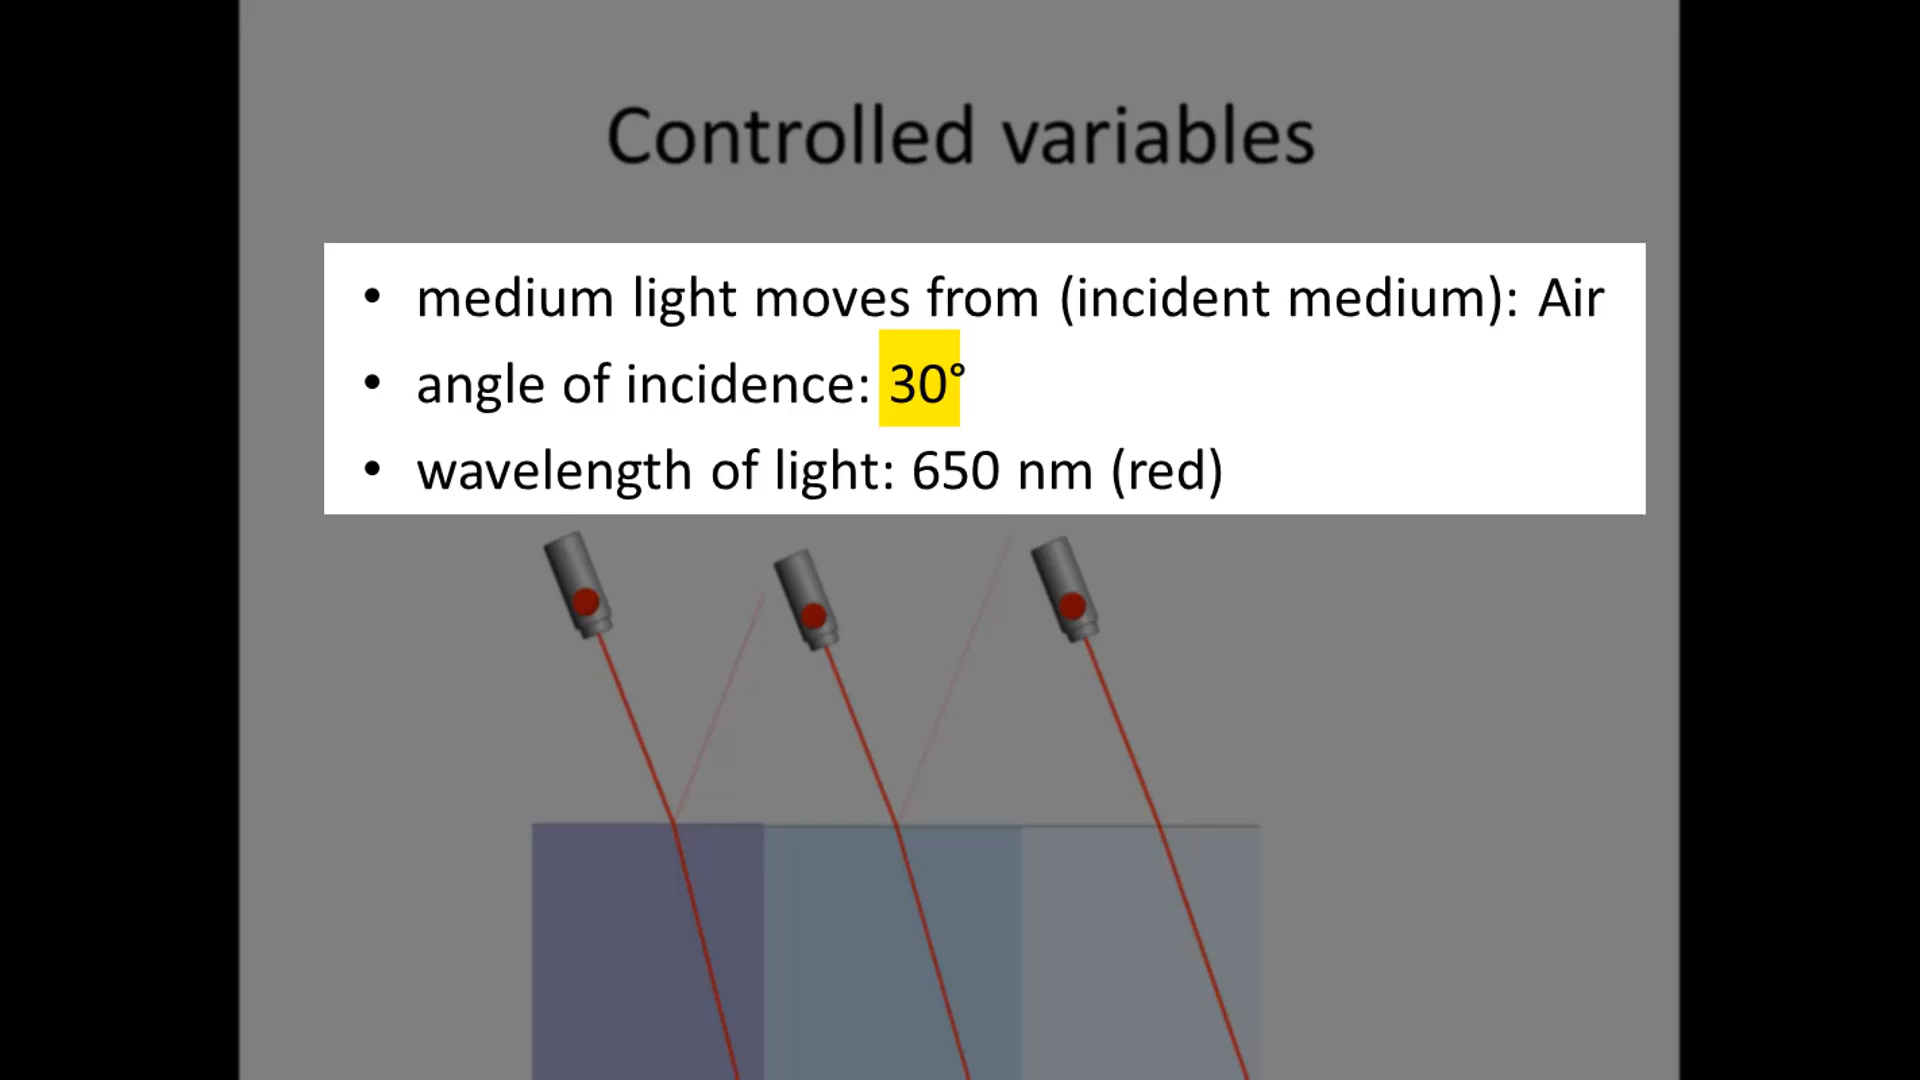 Controlled variables
• medium light moves from (incident medium): Air
• angle of incidence: 30°
• wavelength of light: 650 nm (red)